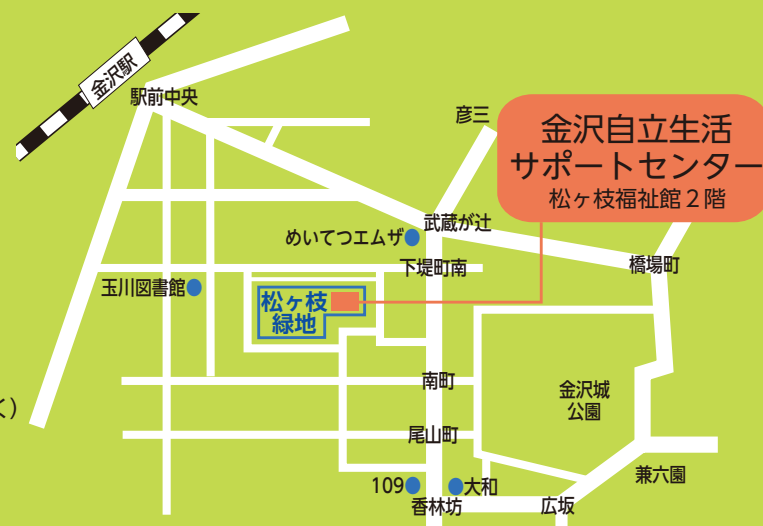 金沢駅
駅前中央
彦三
金沢自立生活
サポートセンター
松ヶ枝福祉館2階
武蔵が辻
めいてつエムザ
下堤町南
橋場町
玉川図書館
松ヶ枝
緑地
南町
金沢城
公園
く）
尾山町
兼六園
109
大和
香林坊
広坂